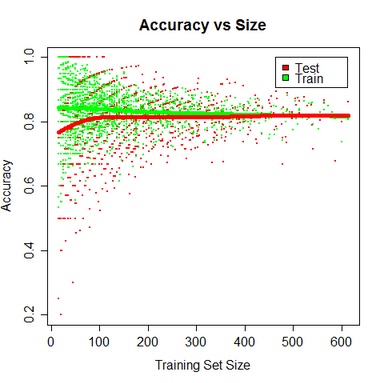 Accuracy vs Size
Test
Train
Accuracy
0.2 0.4 0.6 0.8 1.0
0 100 200 300 400 500 600
Training Set Size